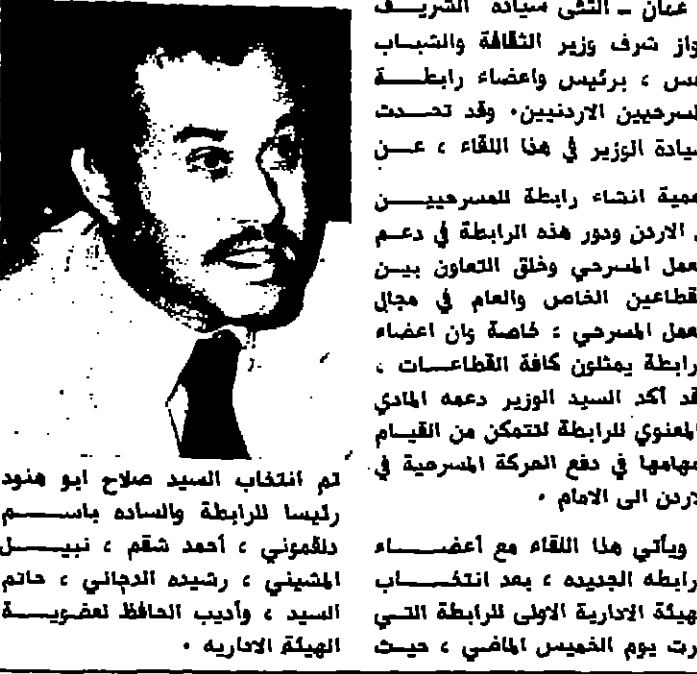 عمان ـ التقى سيادة الشريف
فواز شرف وزير الثقافة والشباب
امس ، برئيس واعضاء رابطة
المسرحيين الاردنيين. وقد تحدث
سيادة الوزير في هذا اللقاء ، عن
اهمية انشاء رابطة للمسرحيين
في الاردن ودور هذه الرابطة في دعم
العمل المسرحي وخلق التعاون بين
القطاعين الخاص والعام في مجال
العمل المسرحي ؛ خاصة وان اعضاء
الرابطة يمثلون كافة القطاعات ،
وقد أكد السيد الوزير دعمه المادي
والمعنوي للرابطة لتتمكن من القيام
بمهامها في دفع الحركة المسرحية في
الاردن الى الامام .
ويأتي هذا اللقاء مع أعضاء
الرابطه الجديده ، بعد انتخاب
الهيئة الادارية الاولى للرابطة التي
جرت يوم الخميس الماضي ، حيث
تم انتخاب السيد صلاح ابو هنود
رئيسا للرابطة والساده باسم
دلقموني ، أحمد شقم ، نبيل
المشيني ، رشيده الدجاني ، حاتم
السيد ، وأديب الحافظ لعضوية
الهيئة الاداريه .